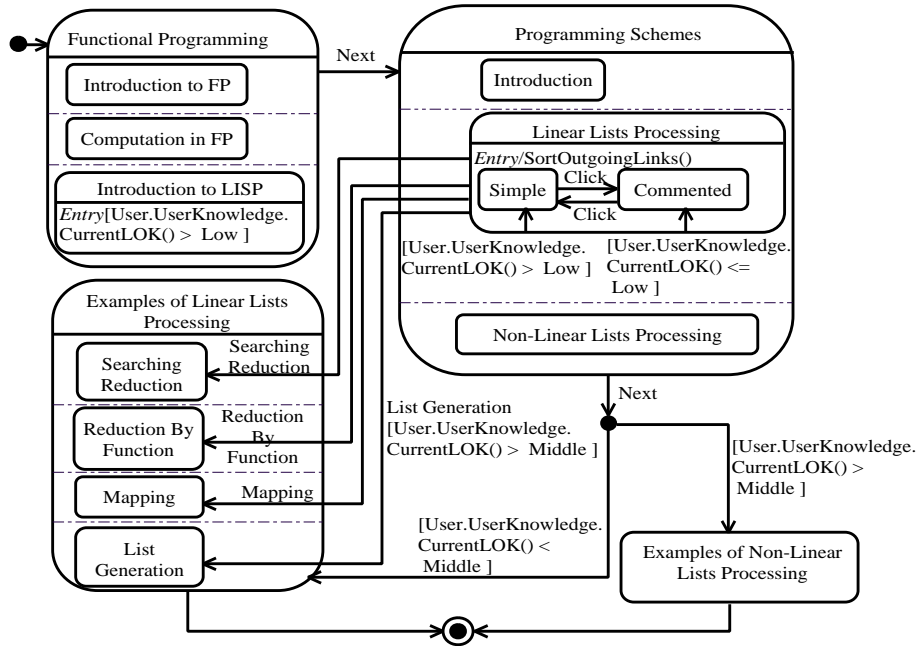 Functional Programming
Introduction to FP
Computation in FP
Introduction to LISP
Entry[User.UserKnowledge.
CurrentLOK() > Low ]
Next
Programming Schemes
Introduction
Linear Lists Processing
Entry/SortOutgoingLinks()
Simple
Click
Click
Commented
[User.UserKnowledge.
CurrentLOK() > Low ]
[User.UserKnowledge.
CurrentLOK() <=
Low ]
Non-Linear Lists Processing
Examples of Linear Lists
Processing
Searching
Reduction
Searching
Reduction
Reduction By
Function
Reduction
By
Function
Mapping
Mapping
List
Generation
List Generation
[User.UserKnowledge.
CurrentLOK() > Middle ]
Next
[User.UserKnowledge.
CurrentLOK() <
Middle ]
[User.UserKnowledge.
CurrentLOK() >
Middle ]
Examples of Non-Linear
Lists Processing